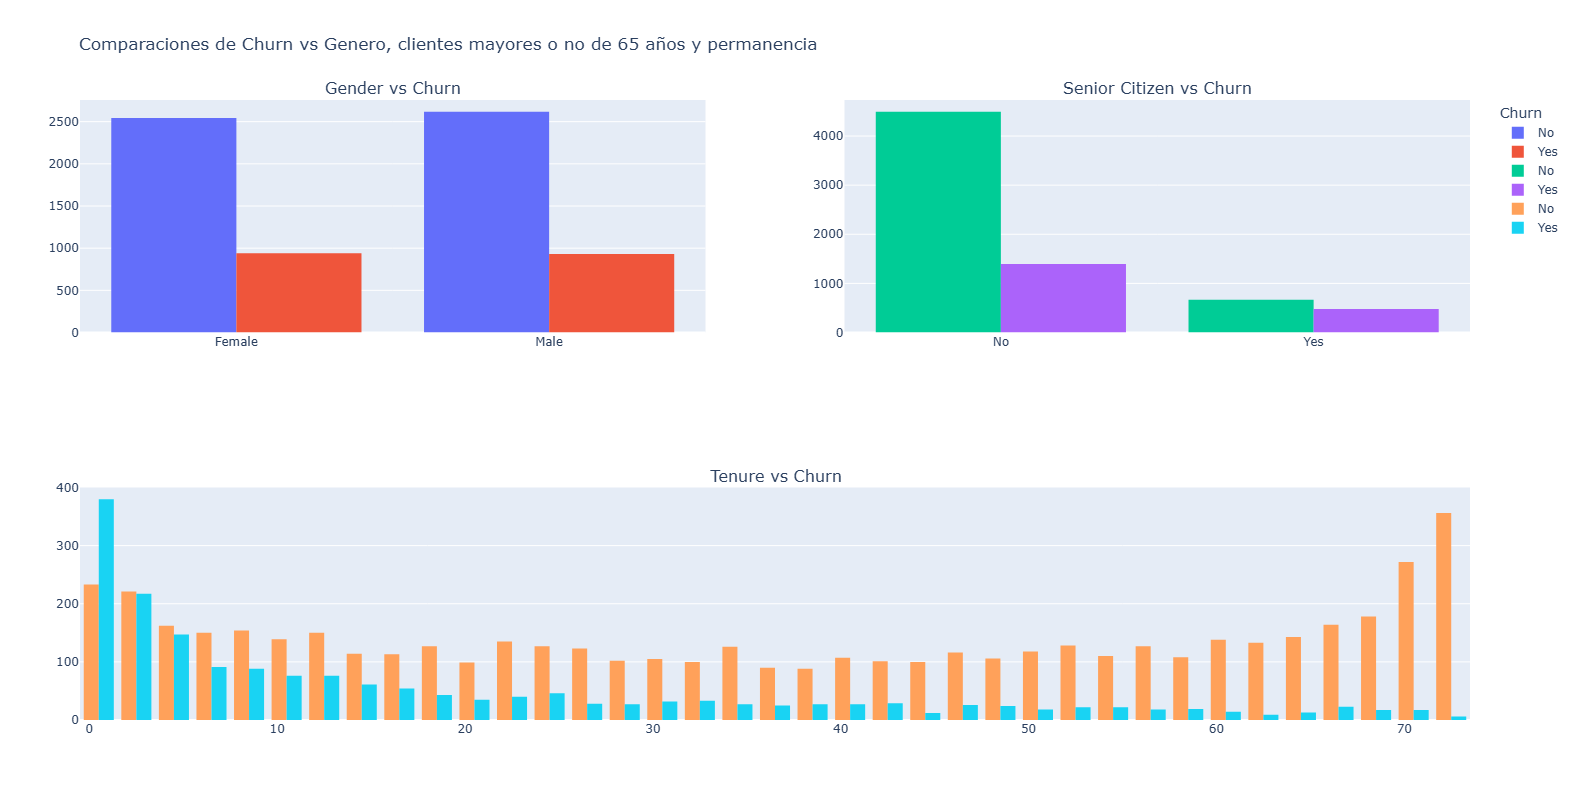 Comparaciones de Churn vs Genero, clientes mayores o no de 65 años y permanencia
Gender vs Churn
2500
2000
1500
1000
500
0
Female Male
Senior Citizen vs Churn
4000
3000
2000
1000
0
No Yes
Churn
No
Yes
No
Yes
No
Yes
Tenure vs Churn
400
300
200
100
0
0 10 20 30 40 50 60 70